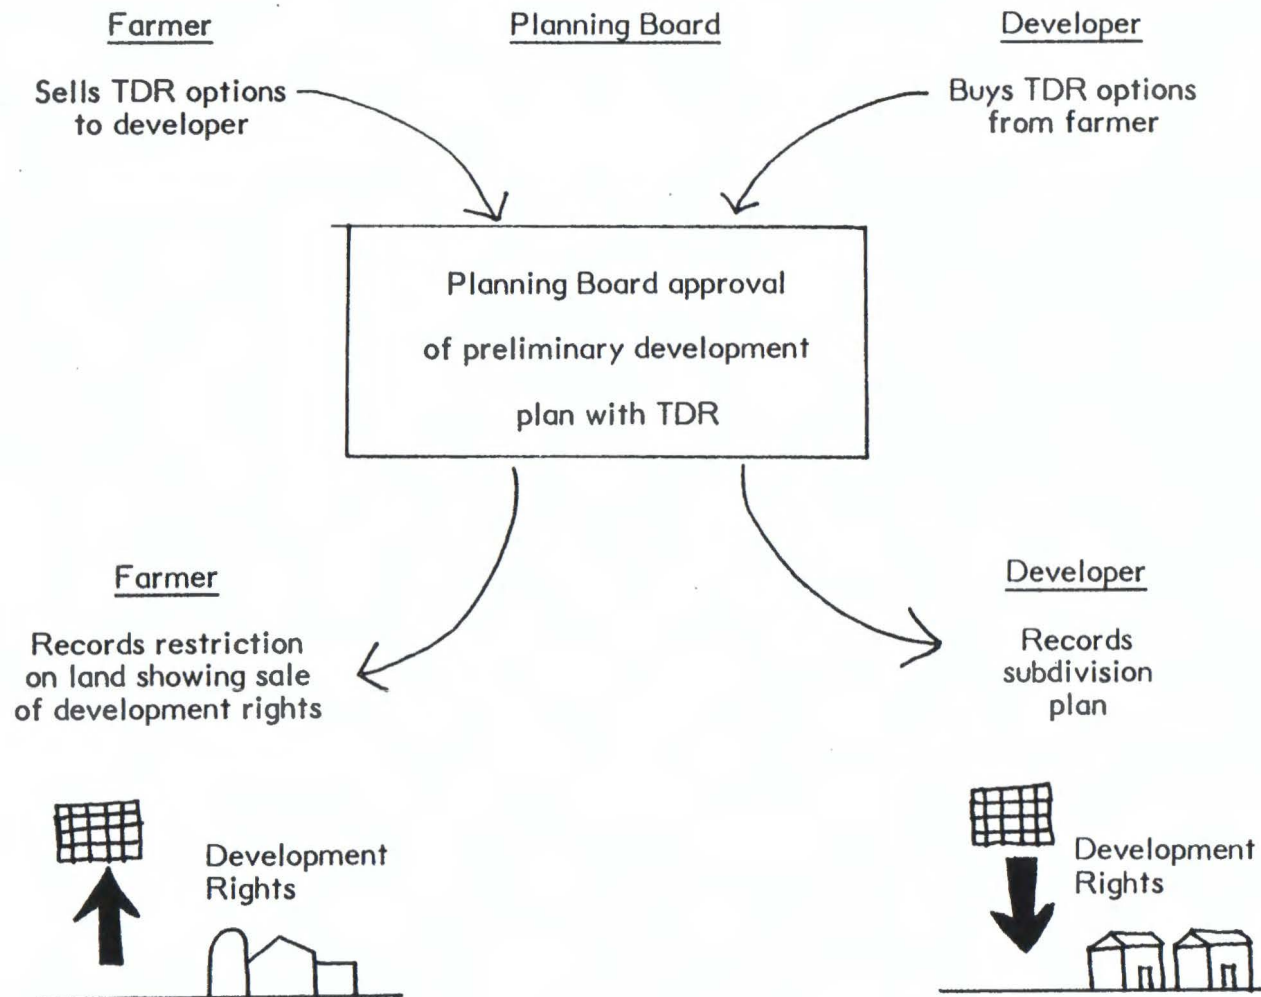 Farmer
Planning Board
Developer
Sells TDR options
to developer
Buys TDR options
from farmer
Planning Board approval
of preliminary development
plan with TDR
Farmer
Records restriction
on land showing sale
of development rights
Developer
Records
subdivision
plan
Development
Rights
Development
Rights